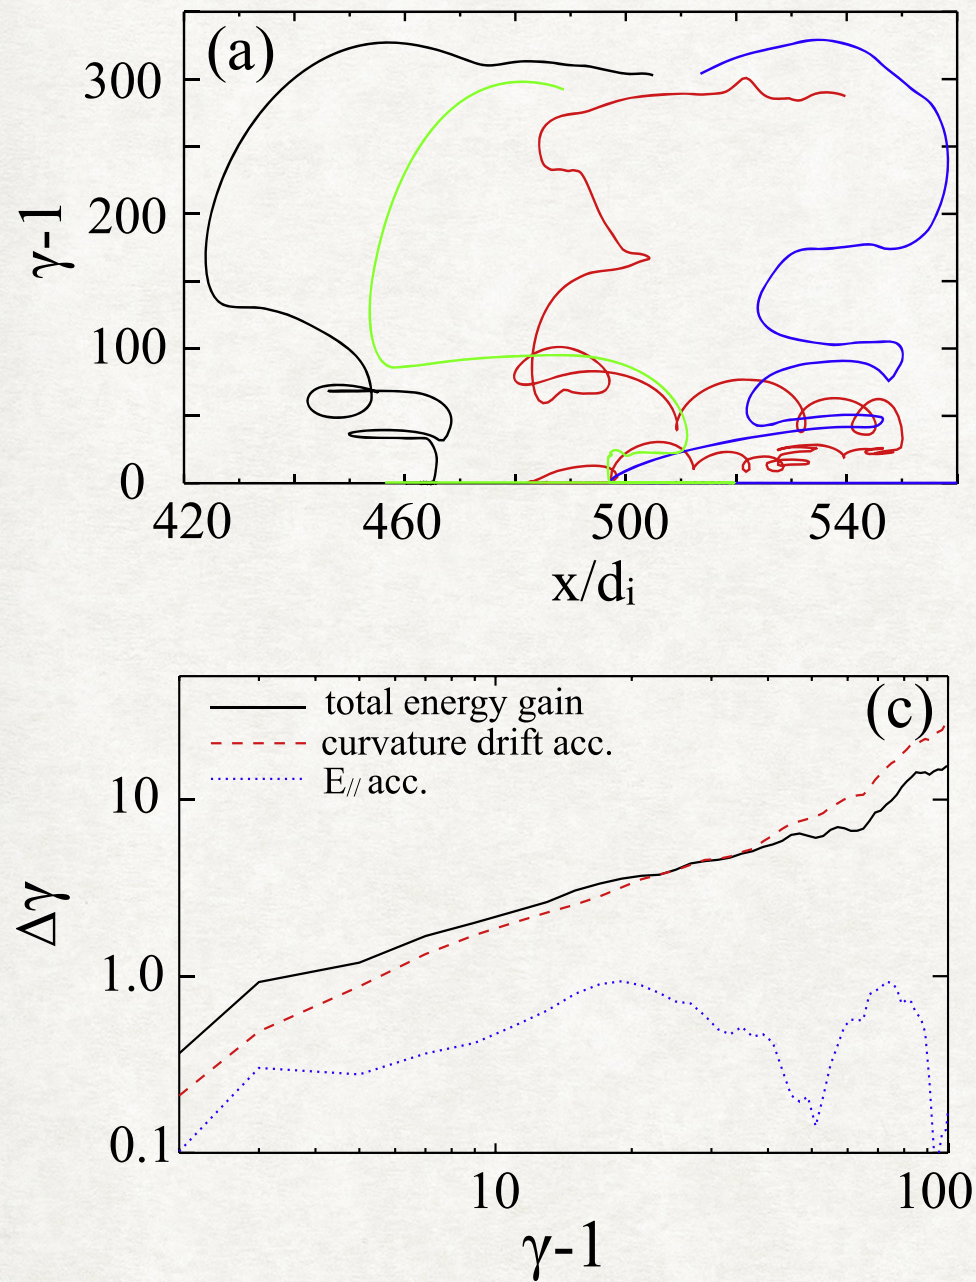 (a)
300
200
100
0
γ-1
420 460 500 540
x/dᵢ
(c)
total energy gain
curvature drift acc.
E// acc.
10
1.0
0.1
Δγ
10 100
γ-1